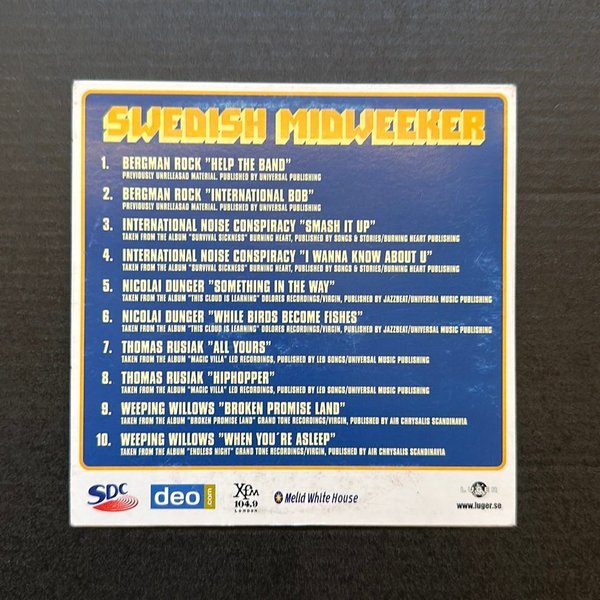 SWEDISH MIDWEEKER
1. BERGMAN ROCK "HELP THE BAND"
PREVIOUSLY UNRELEASAD MATERIAL. PUBLISHED BY UNIVERSAL PUBLISHING
2. BERGMAN ROCK "INTERNATIONAL BOB"
PREVIOUSLY UNRELEASAD MATERIAL. PUBLISHED BY UNIVERSAL PUBLISHING
3. INTERNATIONAL NOISE CONSPIRACY "SMASH IT UP"
TAKEN FROM THE ALBUM "SURVIVAL SICKNESS" BURNING HEART, PUBLISHED BY SONGS & STORIES/BURNING HEART PUBLISHING
4. INTERNATIONAL NOISE CONSPIRACY "I WANNA KNOW ABOUT U"
TAKEN FROM THE ALBUM "SURVIVAL SICKNESS" BURNING HEART, PUBLISHED BY SONGS & STORIES/BURNING HEART PUBLISHING
5. NICOLAI DUNGER "SOMETHING IN THE WAY"
TAKEN FROM THE ALBUM "THIS CLOUD IS LEARNING" DOLORES RECORDINGS/VIRGIN, PUBLISHED BY JAZZBEAT/UNIVERSAL MUSIC PUBLISHING
6. NICOLAI DUNGER "WHILE BIRDS BECOME FISHES"
TAKEN FROM THE ALBUM "THIS CLOUD IS LEARNING" DOLORES RECORDINGS/VIRGIN, PUBLISHED BY JAZZBEAT/UNIVERSAL MUSIC PUBLISHING
7. THOMAS RUSIAK "ALL YOURS"
TAKEN FROM THE ALBUM "MAGIC VILLA" LED RECORDINGS, PUBLISHED BY LED SONGS/UNIVERSAL MUSIC PUBLISHING
8. THOMAS RUSIAK "HIPHOPPER"
TAKEN FROM THE ALBUM "MAGIC VILLA" LED RECORDINGS, PUBLISHED BY LED SONGS/UNIVERSAL MUSIC PUBLISHING
9. WEEPING WILLOWS "BROKEN PROMISE LAND"
TAKEN FROM THE ALBUM "BROKEN PROMISE LAND" GRAND TONE RECORDINGS/VIRGIN, PUBLISHED BY AIR CHRYSALIS SCANDINAVIA
10. WEEPING WILLOWS "WHEN YOU´RE ASLEEP"
TAKEN FROM THE ALBUM "ENDLESS NIGHT" GRAND TONE RECORDINGS/VIRGIN, PUBLISHED BY AIR CHRYSALIS SCANDINAVIA
SDC
deo.com
Xfm
104.9
LONDON
Melid White House
LUGER
www.luger.se